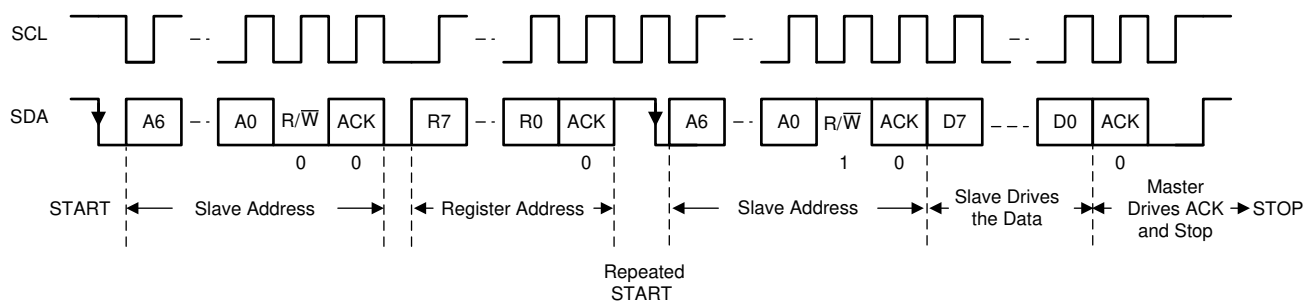 SCL
SDA
A6
A0
R/W̅
ACK
R7
R0
ACK
A6
A0
R/W̅
ACK
D7
D0
ACK
0
0
0
1
0
0
START
Slave Address
Register Address
Repeated
START
Slave Address
Slave Drives
the Data
Master
Drives ACK
and Stop
STOP